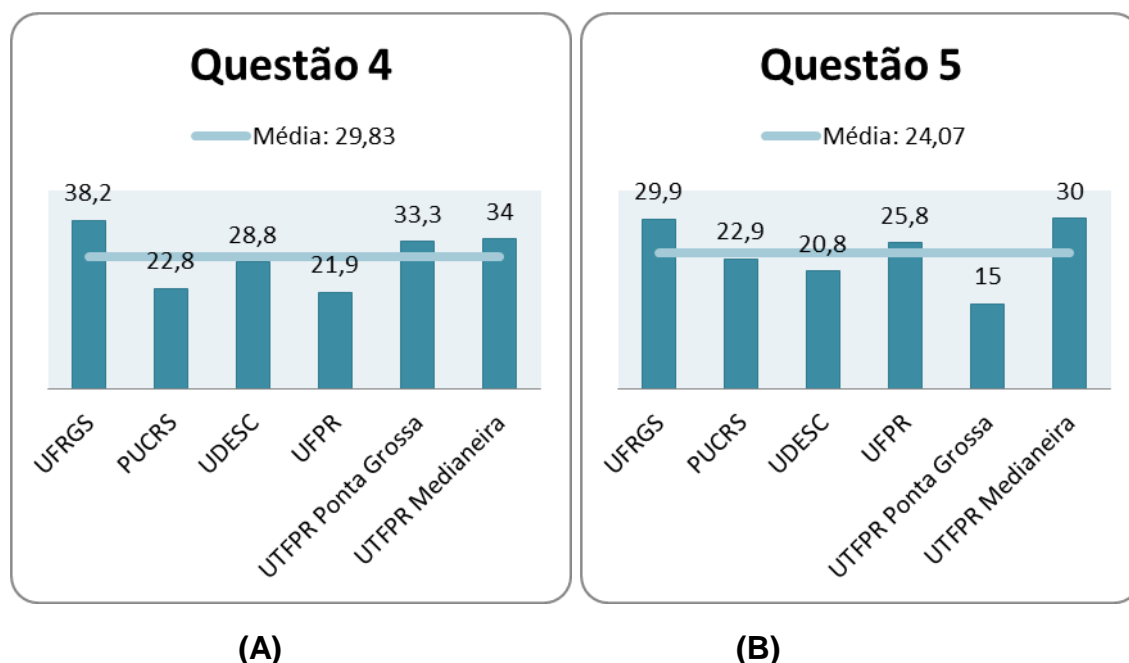 Questão 4
Média: 29,83
38,2
22,8
28,8
21,9
33,3
34
UFRGS
PUCRS
UDESC
UFPR
UTFPR Ponta Grossa
UTFPR Medianeira
(A)
Questão 5
Média: 24,07
29,9
22,9
20,8
25,8
15
30
UFRGS
PUCRS
UDESC
UFPR
UTFPR Ponta Grossa
UTFPR Medianeira
(B)